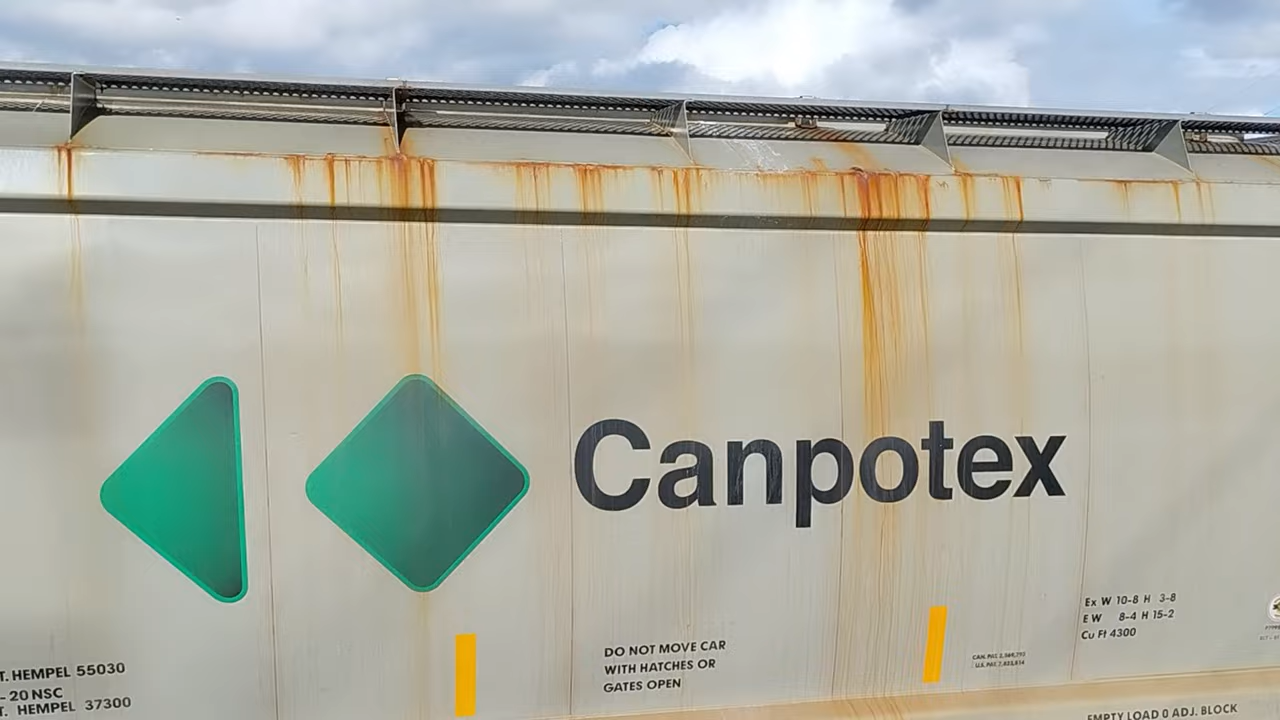 Canpotex
Ex W 10-8 H 3-8
E W 8-4 H 15-2
Cu Ft 4300
DO NOT MOVE CAR
WITH HATCHES OR
GATES OPEN
T. HEMPEL 55030
- 20 NSC
T. HEMPEL 37300
EMPTY LOAD 0 ADJ. BLOCK